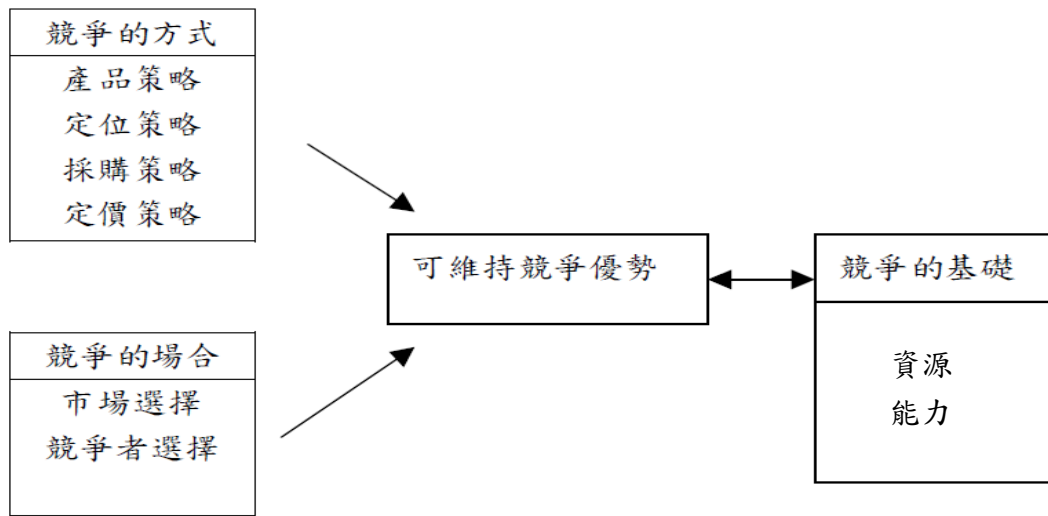 競爭的方式
產品策略
定位策略
採購策略
定價策略
可維持競爭優勢
競爭的基礎
資源
能力
競爭的場合
市場選擇
競爭者選擇